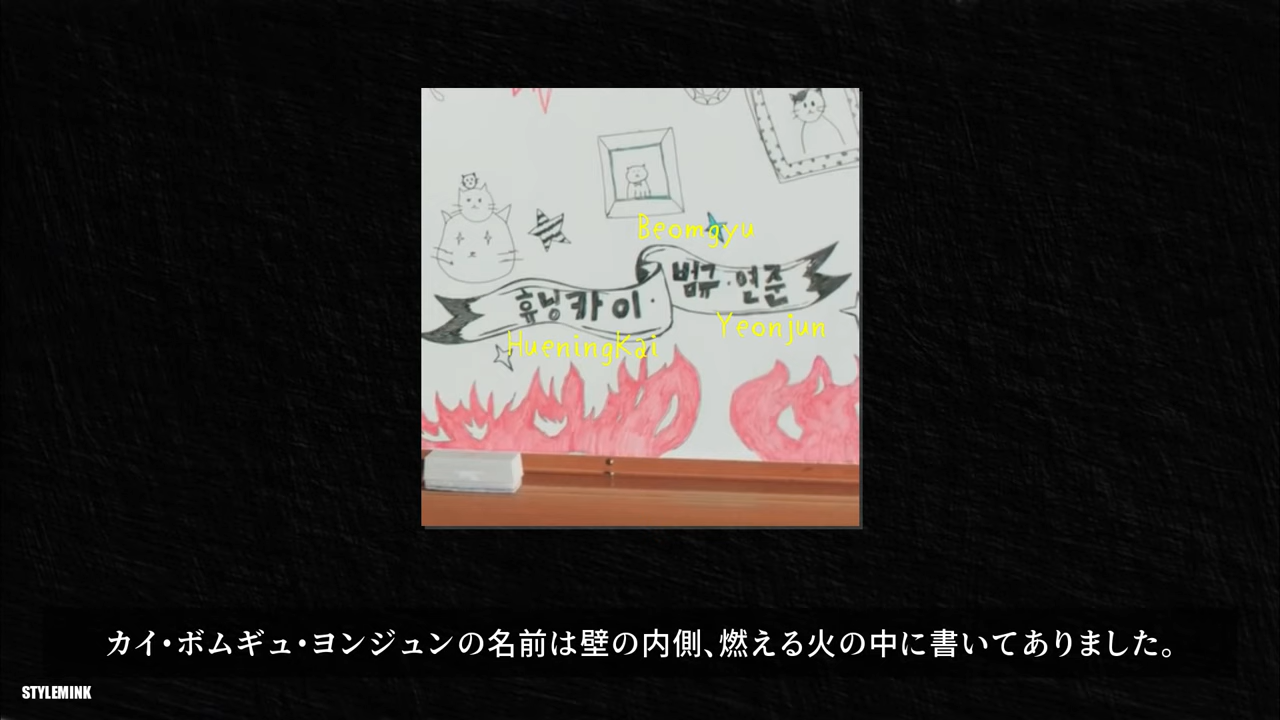 Beomgyu
범규·연준
휴닝카이·
Yeonjun
HueningKai
カイ・ボムギュ・ヨンジュンの名前は壁の内側、燃える火の中に書いてありました。
STYLEMINK